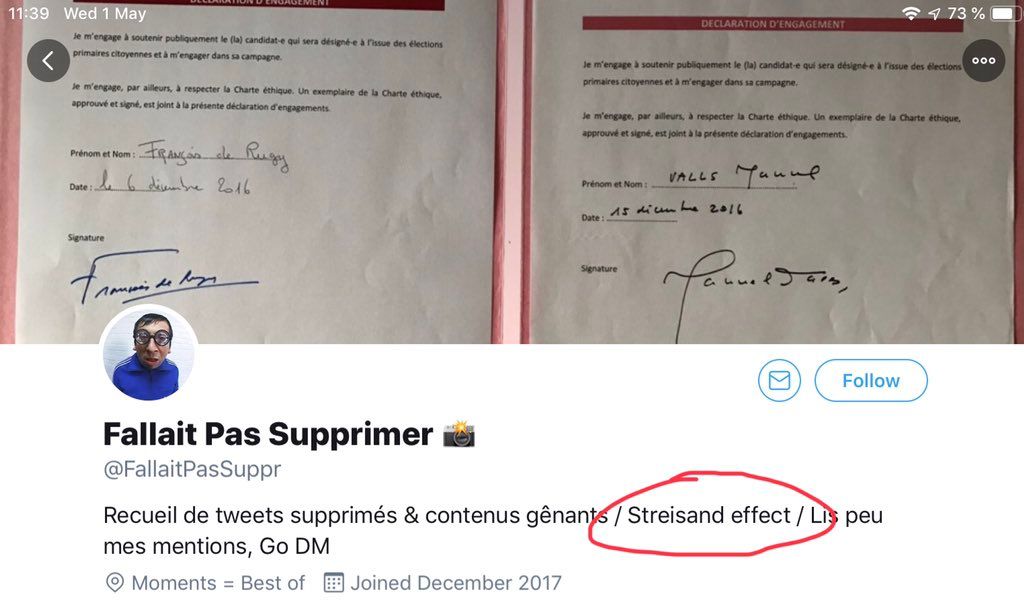 11:39 Wed 1 May
73 %
DÉCLARATION D'ENGAGEMENT
Je m'engage à soutenir publiquement le (la) candidat-e qui sera désigné-e à l'issue des élections
primaires citoyennes et à m'engager dans sa campagne.
Je m'engage, par ailleurs, à respecter la Charte éthique. Un exemplaire de la Charte éthique,
approuvé et signé, est joint à la présente déclaration d'engagements.
Prénom et Nom : François de Rugy
Date : le 6 décembre 2016
Signature
François de Rugy
DECLARATION D'ENGAGEMENT
Je m'engage à soutenir publiquement le (la) candidat-e qui sera désigné-e à l'issue des élections
primaires citoyennes et à m'engager dans sa campagne.
Je m'engage, par ailleurs, à respecter la Charte éthique. Un exemplaire de la Charte éthique,
approuvé et signé, est joint à la présente déclaration d'engagements.
Prénom et Nom : VALLS Manuel
Date : 15 décembre 2016
Signature
Manuel Valls
Fallait Pas Supprimer 📸
@FallaitPasSuppr
Follow
Recueil de tweets supprimés & contenus gênants / Streisand effect / Lis peu
mes mentions, Go DM
Moments = Best of Joined December 2017